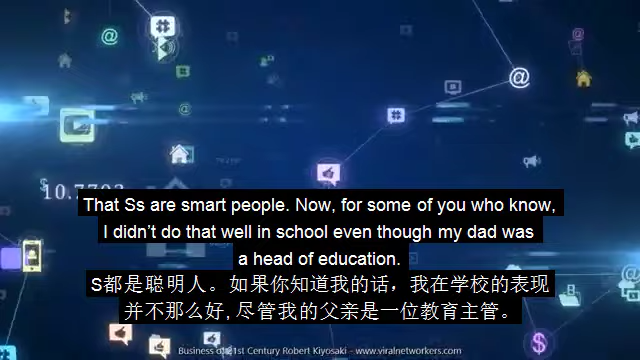 10.7703
That Ss are smart people. Now, for some of you who know,
I didn't do that well in school even though my dad was
a head of education.
S都是聪明人。如果你知道我的话，我在学校的表现
并不那么好,尽管我的父亲是一位教育主管。
Business of 21st Century Robert Kiyosaki - www.viralnetworkers.com